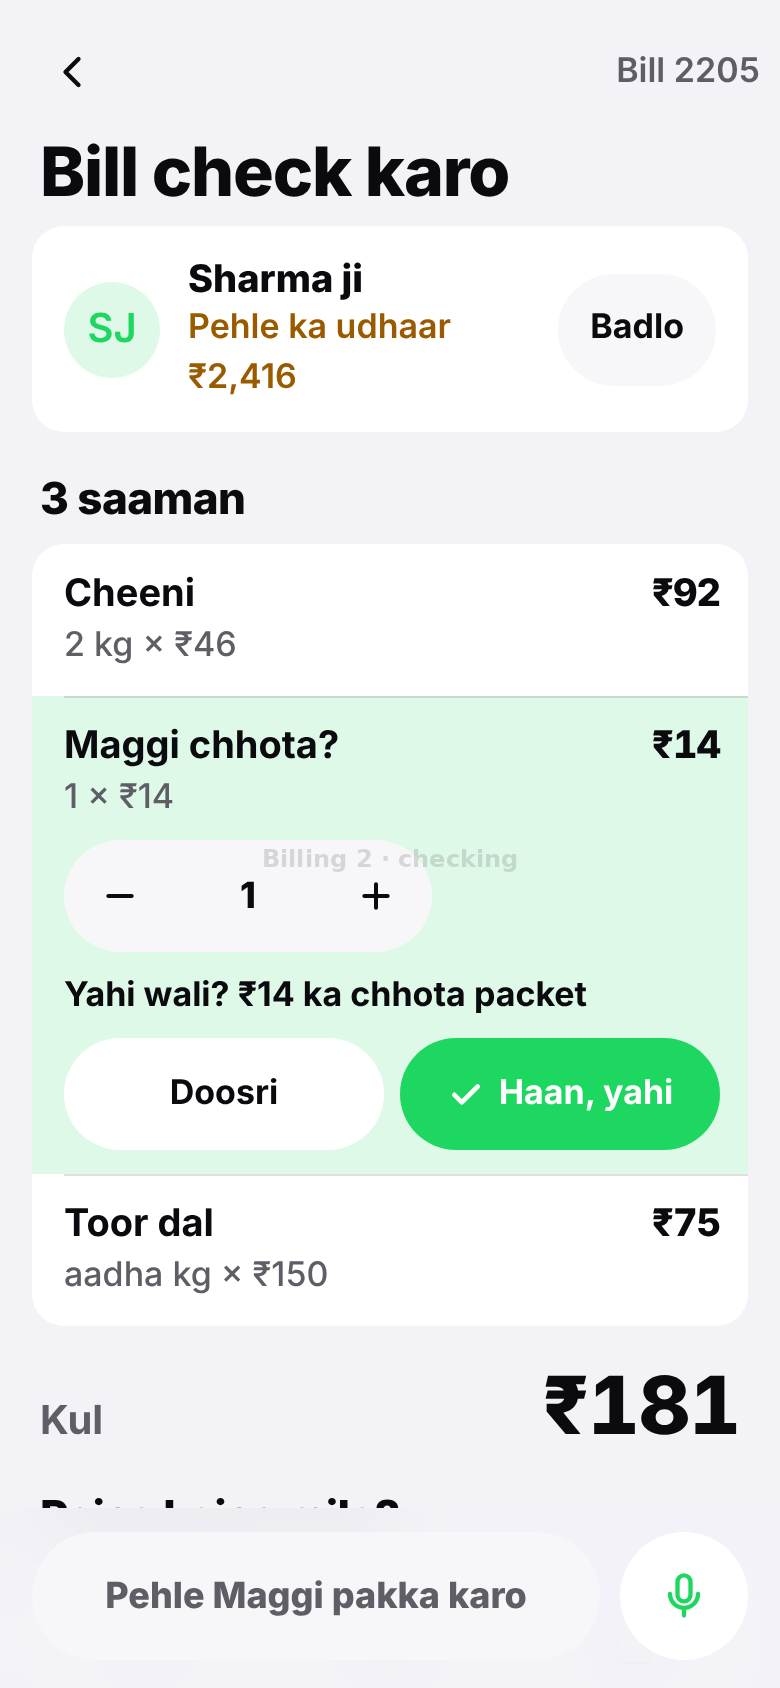 Bill 2205
Bill check karo
SJ
Sharma ji
Pehle ka udhaar
₹2,416
Badlo
3 saaman
Cheeni
₹92
2 kg × ₹46
Maggi chhota?
₹14
1 × ₹14
Billing 2 · checking
1
Yahi wali? ₹14 ka chhota packet
Doosri
Haan, yahi
Toor dal
₹75
aadha kg × ₹150
Kul
₹181
Pehle Maggi pakka karo